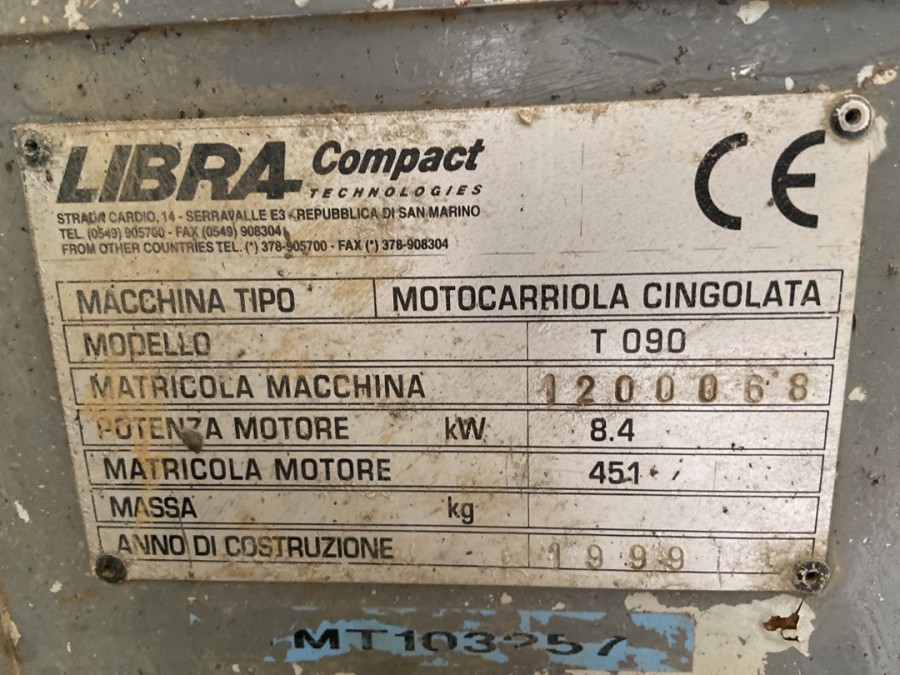 LIBRA Compact
TECHNOLOGIES
STRADA CARDIO, 14 - SERRAVALLE E3 - REPUBBLICA DI SAN MARINO
TEL. (0549) 905700 - FAX (0549) 908304
FROM OTHER COUNTRIES TEL. (*) 378-905700 - FAX (*) 378-908304
CE
MACCHINA TIPO MOTOCARRIOLA CINGOLATA
MODELLO T 090
MATRICOLA MACCHINA 1200068
POTENZA MOTORE kW 8.4
MATRICOLA MOTORE 451
MASSA kg
ANNO DI COSTRUZIONE 1999
MT103257